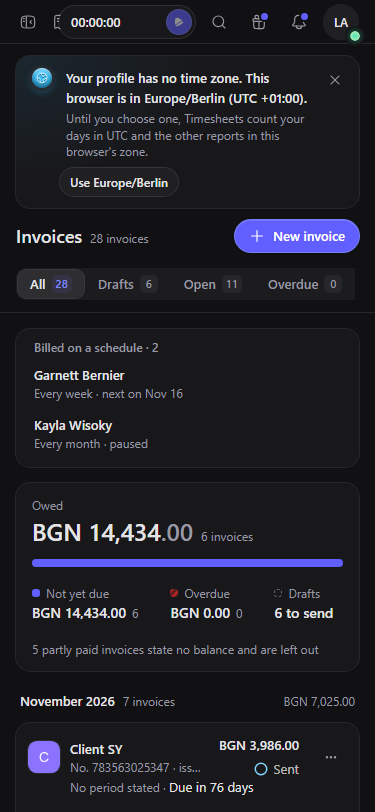 00:00:00
LA
Your profile has no time zone. This
browser is in Europe/Berlin (UTC +01:00).
Until you choose one, Timesheets count your
days in UTC and the other reports in this
browser's zone.
Use Europe/Berlin
Invoices 28 invoices
New invoice
All 28 Drafts 6 Open 11 Overdue 0
Billed on a schedule · 2
Garnett Bernier
Every week · next on Nov 16
Kayla Wisoky
Every month · paused
Owed
BGN 14,434.00 6 invoices
Not yet due Overdue Drafts
BGN 14,434.00 6 BGN 0.00 0 6 to send
5 partly paid invoices state no balance and are left out
November 2026 7 invoices BGN 7,025.00
C
Client SY BGN 3,986.00
No. 783563025347 · iss... Sent
No period stated · Due in 76 days